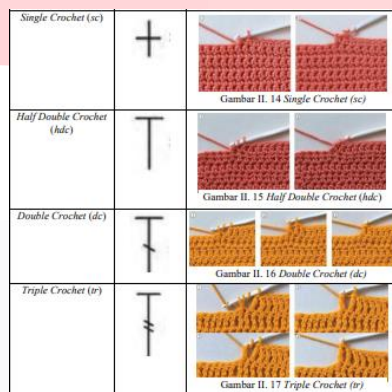 Single Crochet (sc)
Gambar II. 14 Single Crochet (sc)
Half Double Crochet
(hdc)
Gambar II. 15 Half Double Crochet (hdc)
Double Crochet (dc)
Gambar II. 16 Double Crochet (dc)
Triple Crochet (tr)
Gambar II. 17 Triple Crochet (tr)